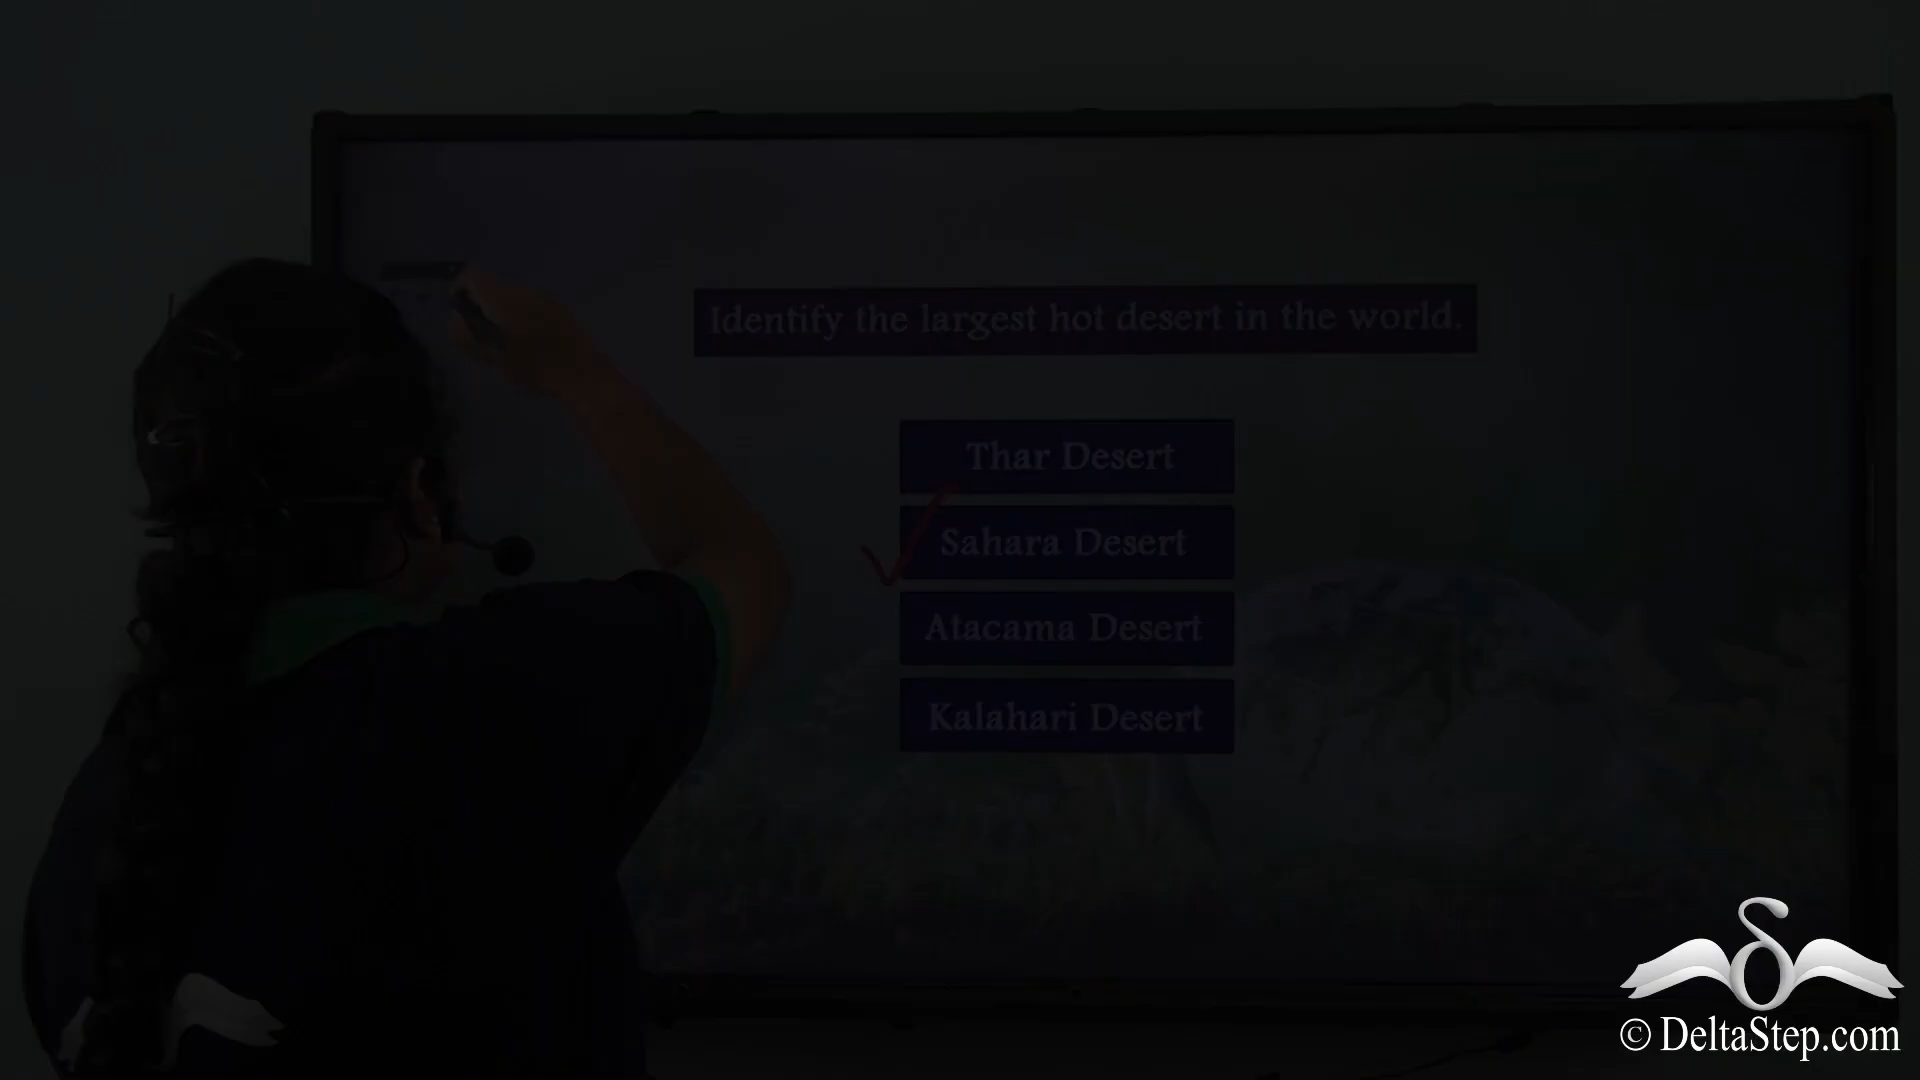 Identify the largest hot desert in the world.
Thar Desert
Sahara Desert
Atacama Desert
Kalahari Desert
© DeltaStep.com